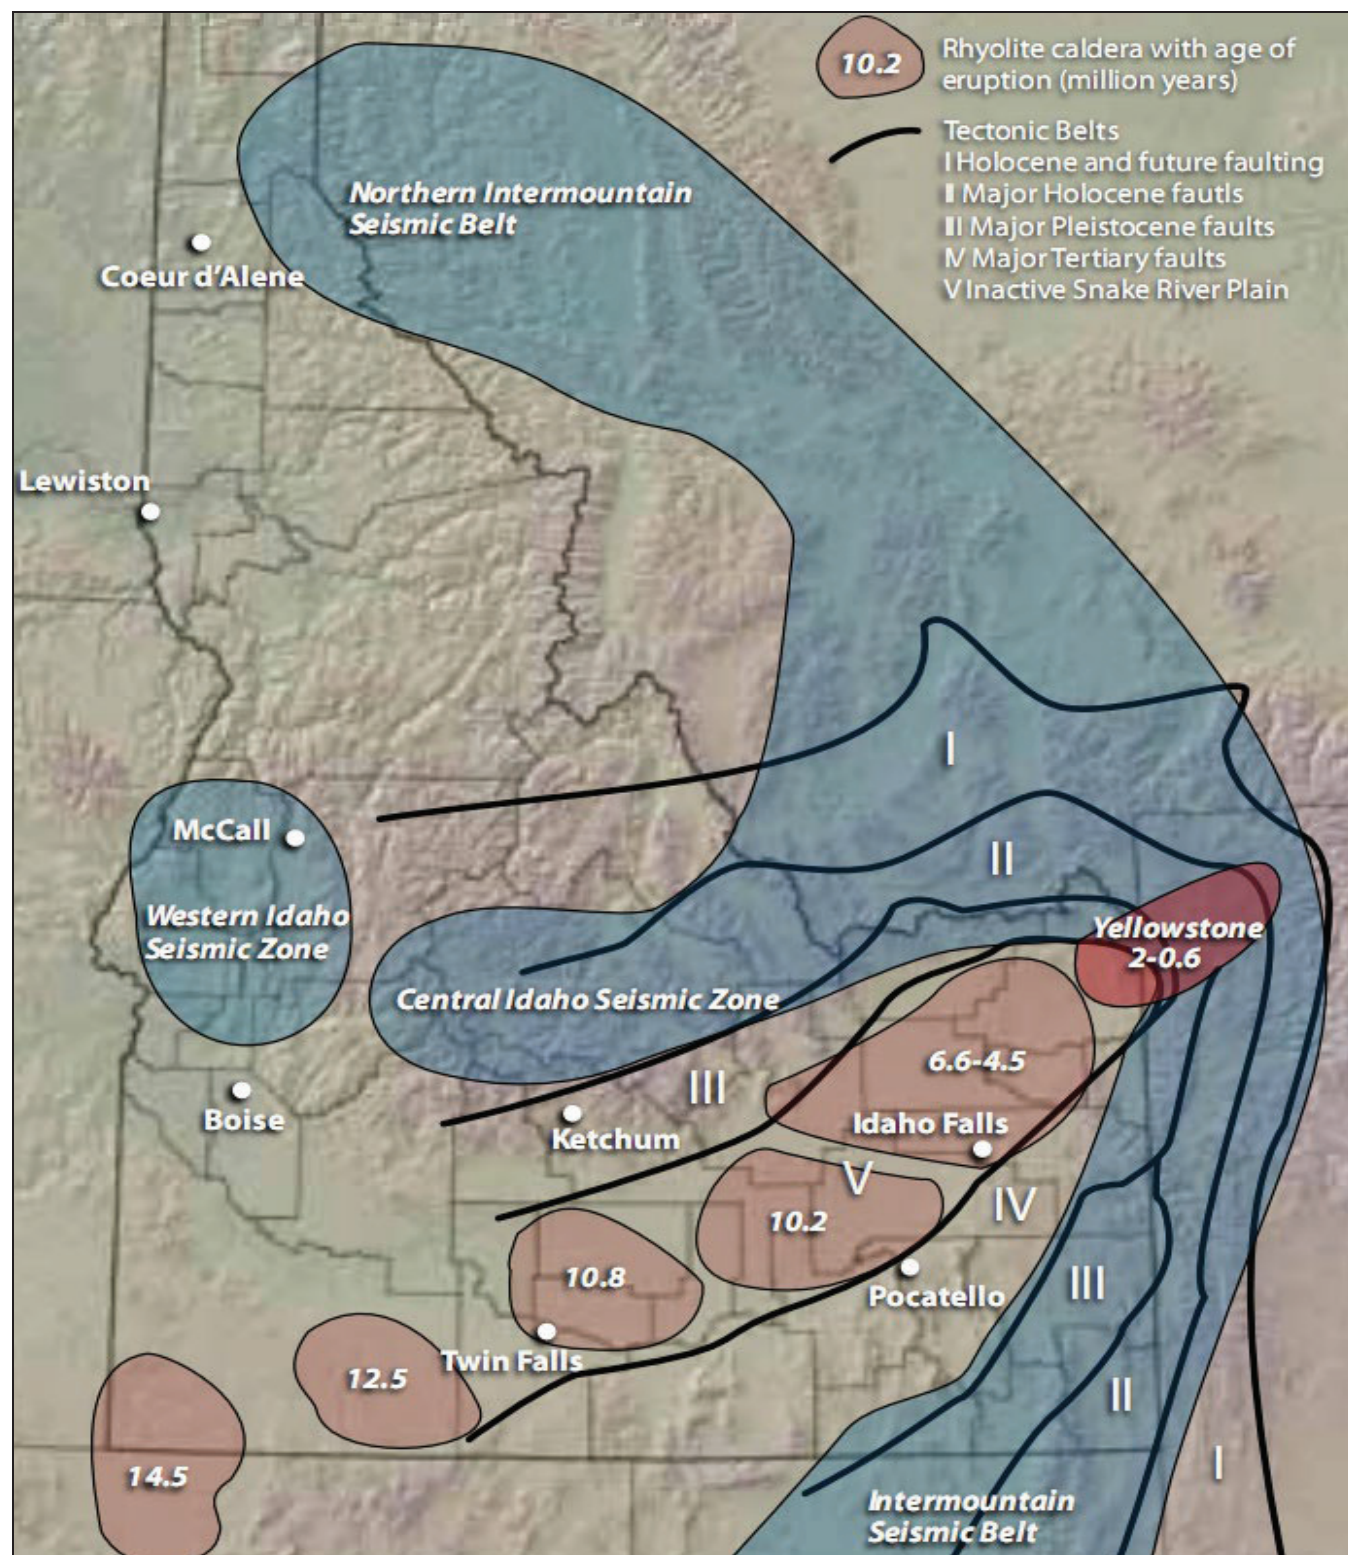 10.2
Rhyolite caldera with age of
eruption (million years)
Tectonic Belts
I Holocene and future faulting
II Major Holocene fautls
III Major Pleistocene faults
IV Major Tertiary faults
V Inactive Snake River Plain
Northern Intermountain
Seismic Belt
Coeur d'Alene
Lewiston
I
McCall
II
Western Idaho
Seismic Zone
Yellowstone
2-0.6
Central Idaho Seismic Zone
6.6-4.5
III
Boise
Ketchum
Idaho Falls
V
IV
10.2
10.8
Pocatello
III
Twin Falls
12.5
II
I
14.5
Intermountain
Seismic Belt